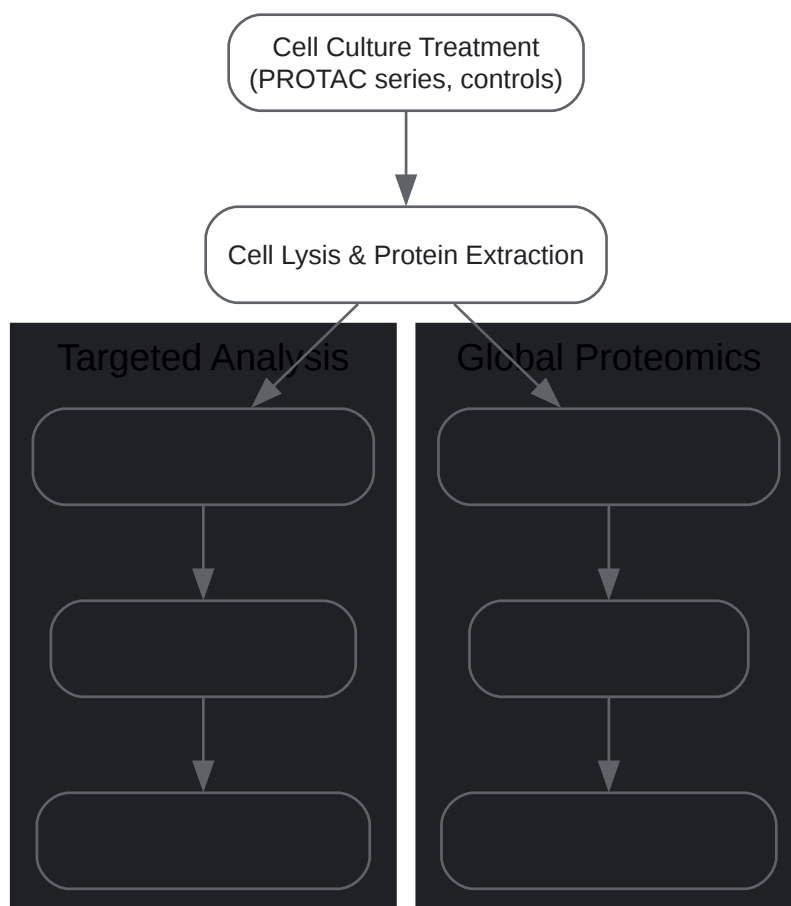 Cell Culture Treatment
(PROTAC series, controls)
Cell Lysis & Protein Extraction
Targeted Analysis
Global Proteomics